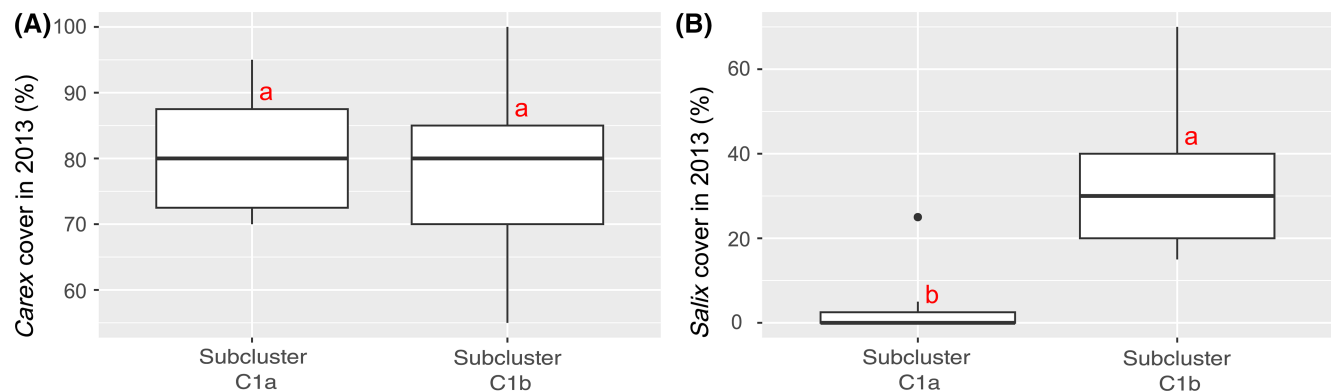 (A)
Carex cover in 2013 (%)
100
90
80
70
60
a
a
Subcluster
C1a
Subcluster
C1b
(B)
Salix cover in 2013 (%)
60
40
20
0
b
a
Subcluster
C1a
Subcluster
C1b